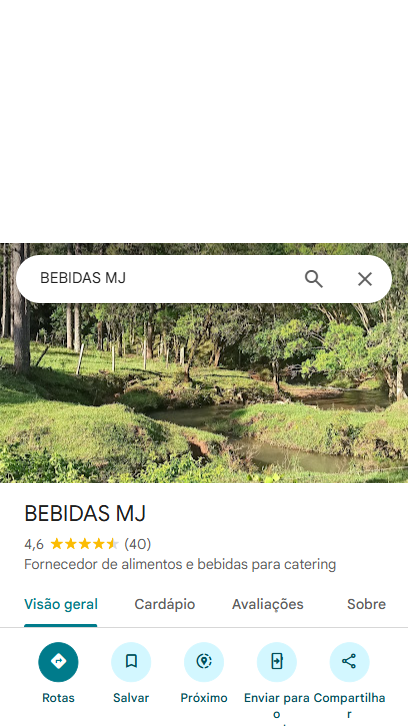 BEBIDAS MJ
BEBIDAS MJ
4,6 (40)
Fornecedor de alimentos e bebidas para catering
Visão geral Cardápio Avaliações Sobre
Rotas Salvar Próximo Enviar para o Compartilhar